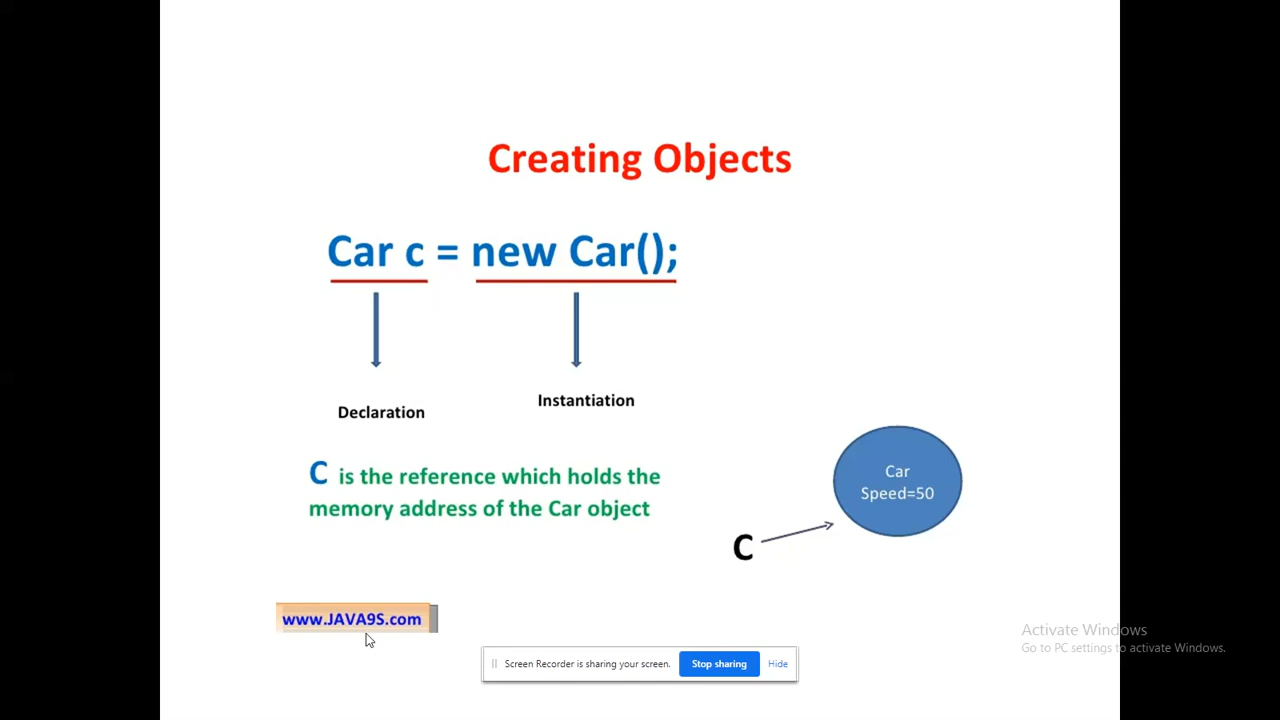 Creating Objects
Car c = new Car();
Declaration
Instantiation
C is the reference which holds the
memory address of the Car object
Car
Speed=50
C
www.JAVA9S.com
Screen Recorder is sharing your screen.
Stop sharing
Hide
Activate Windows
Go to PC settings to activate Windows.